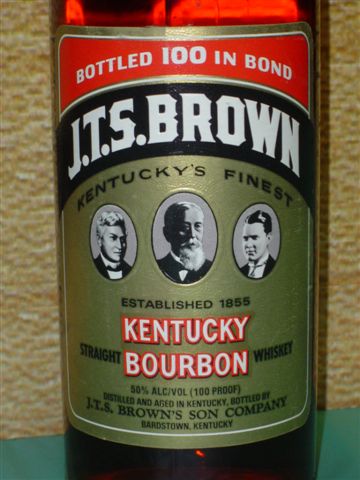 BOTTLED 100 IN BOND
J.T.S. BROWN
KENTUCKY'S FINEST
ESTABLISHED 1855
KENTUCKY
STRAIGHT BOURBON WHISKEY
50% ALC/VOL (100 PROOF)
DISTILLED AND AGED IN KENTUCKY, BOTTLED BY
J.T.S. BROWN'S SON COMPANY
BARDSTOWN, KENTUCKY